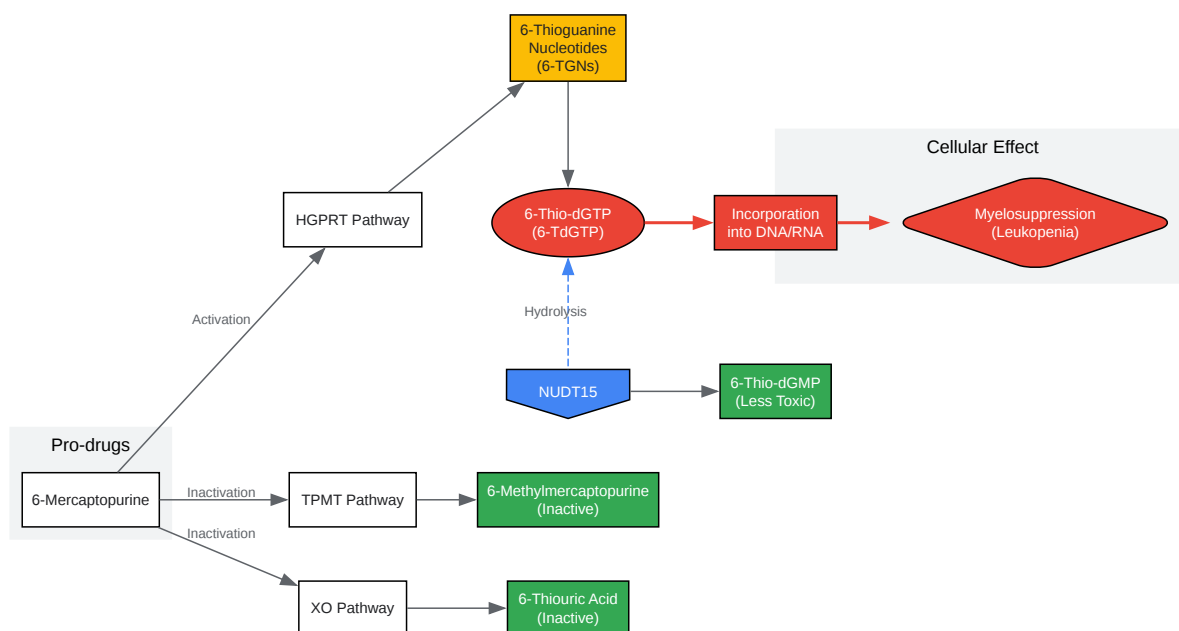 6-Thioguanine
Nucleotides
(6-TGNs)
Cellular Effect
HGPRT Pathway
6-Thio-dGTP
(6-TdGTP)
Incorporation
into DNA/RNA
Myelosuppression
(Leukopenia)
Activation
Hydrolysis
NUDT15
6-Thio-dGMP
(Less Toxic)
Pro-drugs
6-Mercaptopurine
Inactivation
TPMT Pathway
6-Methylmercaptopurine
(Inactive)
Inactivation
XO Pathway
6-Thiouric Acid
(Inactive)